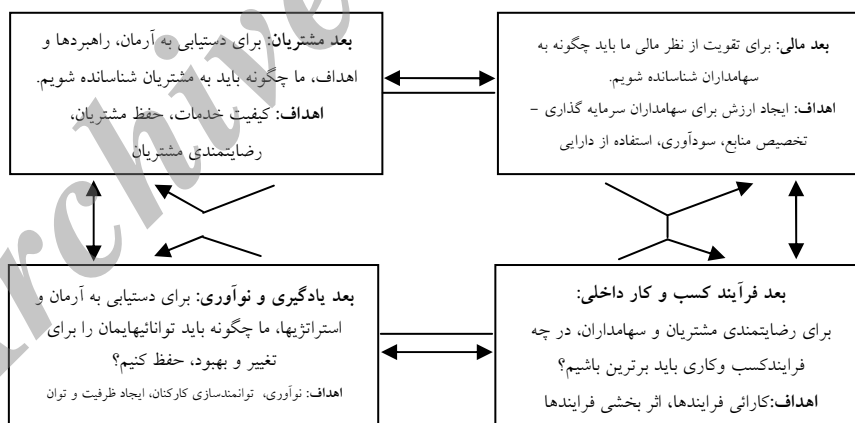 بعد مالی: برای تقویت از نظر مالی ما باید چگونه به
سهامداران شناسانده شویم.
اهداف: ایجاد ارزش برای سهامداران سرمایه گذاری –
تخصیص منابع، سودآوری، استفاده از دارایی
بعد مشتریان: برای دستیابی به آرمان، راهبردها و
اهداف، ما چگونه باید به مشتریان شناسانده شویم.
اهداف: کیفیت خدمات، حفظ مشتریان،
رضایتمندی مشتریان
بعد فرآیند کسب و کار داخلی:
برای رضایتمندی مشتریان و سهامداران، در چه
فرایندکسب وکاری باید برترین باشیم؟
اهداف:کارائی فرایندها، اثر بخشی فرایندها
بعد یادگیری و نوآوری: برای دستیابی به آرمان و
استراتژیها، ما چگونه باید توانائیهایمان را برای
تغییر و بهبود، حفظ کنیم؟
اهداف: نوآوری، توانمندسازی کارکنان، ایجاد ظرفیت و توان
Archive